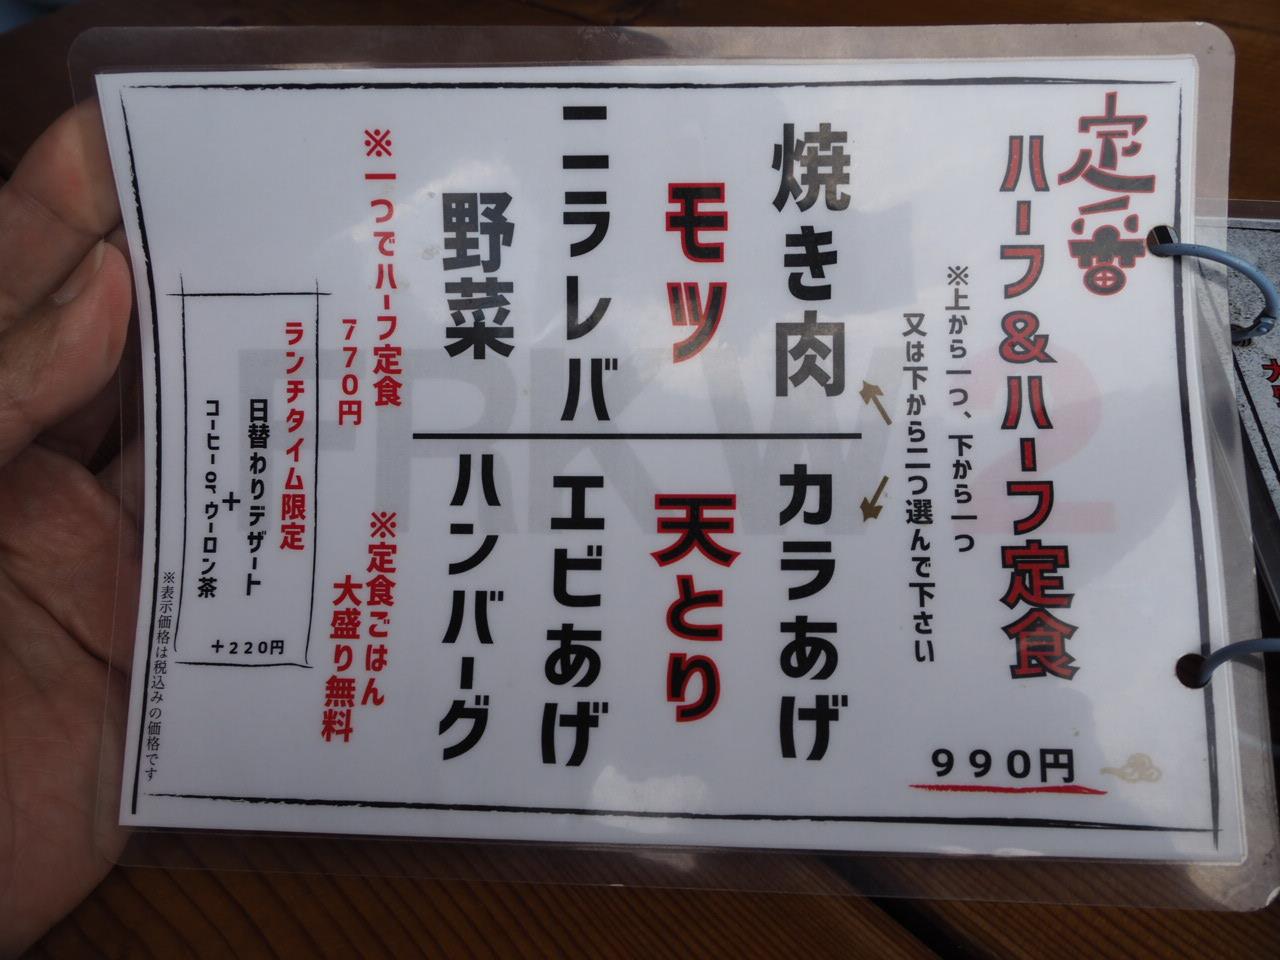 定番
ハーフ&ハーフ定食
990円
※上から一つ、下から一つ
又は下から二つ選んで下さい
焼き肉
モツ
ニラレバ
野菜
カラあげ
天とり
エビあげ
ハンバーグ
※一つでハーフ定食
770円
※定食ごはん
大盛り無料
ランチタイム限定
日替わりデザート
+
コーヒーor.ウーロン茶
+220円
※表示価格は税込みの価格です
FRKW2